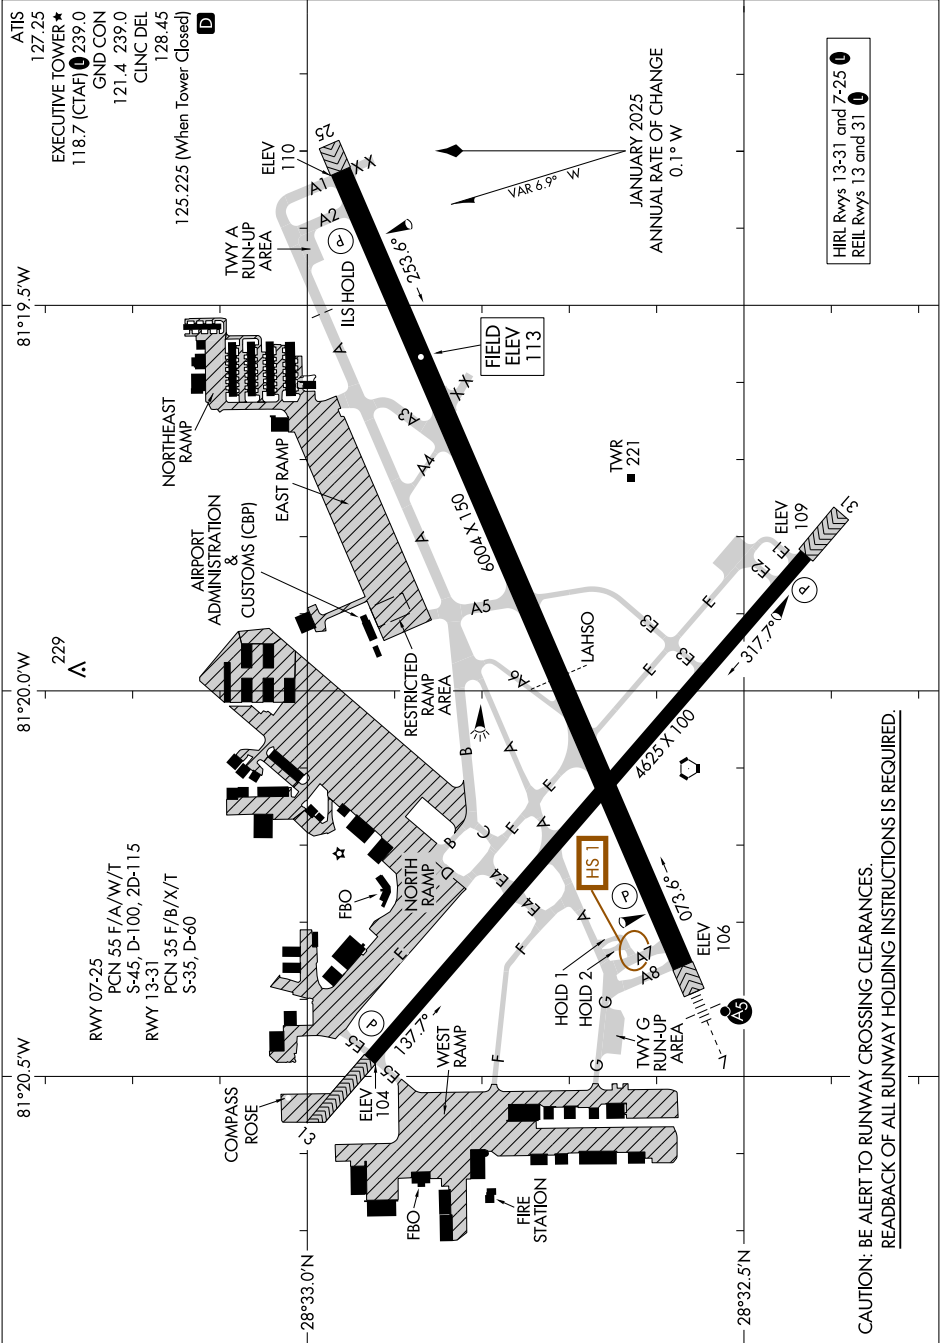 ATIS
127.25
EXECUTIVE TOWER★
118.7 (CTAF) L 239.0
GND CON
121.4 239.0
CLNC DEL
128.45
125.225 (When Tower Closed)
D
RWY 07-25
PCN 55 F/A/W/T
S-45, D-100, 2D-115
RWY 13-31
PCN 35 F/B/X/T
S-35, D-60
229
81°20.5'W
81°20.0'W
81°19.5'W
28°33.0'N
28°32.5'N
NORTHEAST
RAMP
AIRPORT
ADMINISTRATION
&
CUSTOMS (CBP)
EAST RAMP
TWY A
RUN-UP
AREA
ELEV
110
25
A1
X X
A2
P
ILS HOLD
253.6°
A
A3
X X
A4
A
FIELD
ELEV
113
6004 X 150
A5
RESTRICTED
RAMP
AREA
A6
LAHSO
A
B
TWR
221
VAR 6.9° W
JANUARY 2025
ANNUAL RATE OF CHANGE
0.1° W
HIRL Rwys 13-31 and 7-25 L
REIL Rwys 13 and 31 L
COMPASS
ROSE
13
ELEV
104
E5
E5
P
137.7°
FBO
NORTH
RAMP
E
D
B
C
E
E4
E4
F
A
E
A
HS 1
HOLD 1
HOLD 2
A7
A8
P
073.6°
ELEV
106
7
A5
G
G
TWY G
RUN-UP
AREA
F
WEST
RAMP
FBO
FIRE
STATION
4625 X 100
E
E3
E3
E
317.7°
E2
E1
P
ELEV
109
31
CAUTION: BE ALERT TO RUNWAY CROSSING CLEARANCES.
READBACK OF ALL RUNWAY HOLDING INSTRUCTIONS IS REQUIRED.